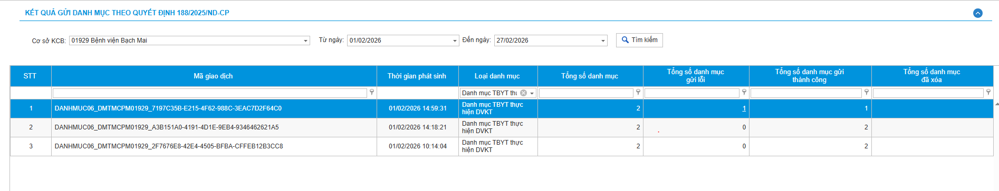 KẾT QUẢ GỬI DANH MỤC THEO QUYẾT ĐỊNH 188/2025/ND-CP
Cơ sở KCB: 01929 Bệnh viện Bạch Mai Từ ngày: 01/02/2026 Đến ngày: 27/02/2026 Tìm kiếm
STT Mã giao dịch Thời gian phát sinh Loại danh mục Tổng số danh mục Tổng số danh mục gửi lỗi Tổng số danh mục gửi thành công Tổng số danh mục đã xóa
Danh mục TBYT thự
1 DANHMUC06_DMTMCPM01929_7197C35B-E215-4F62-988C-3EAC7D2F64C0 01/02/2026 14:59:31 Danh mục TBYT thực hiện DVKT 2 1 1
2 DANHMUC06_DMTMCPM01929_A3B151A0-4191-4D1E-9EB4-9346462621A5 01/02/2026 14:18:21 Danh mục TBYT thực hiện DVKT 2 0 2
3 DANHMUC06_DMTMCPM01929_2F7676E8-42E4-4505-BFBA-CFFEB12B3CC8 01/02/2026 10:14:04 Danh mục TBYT thực hiện DVKT 2 0 2